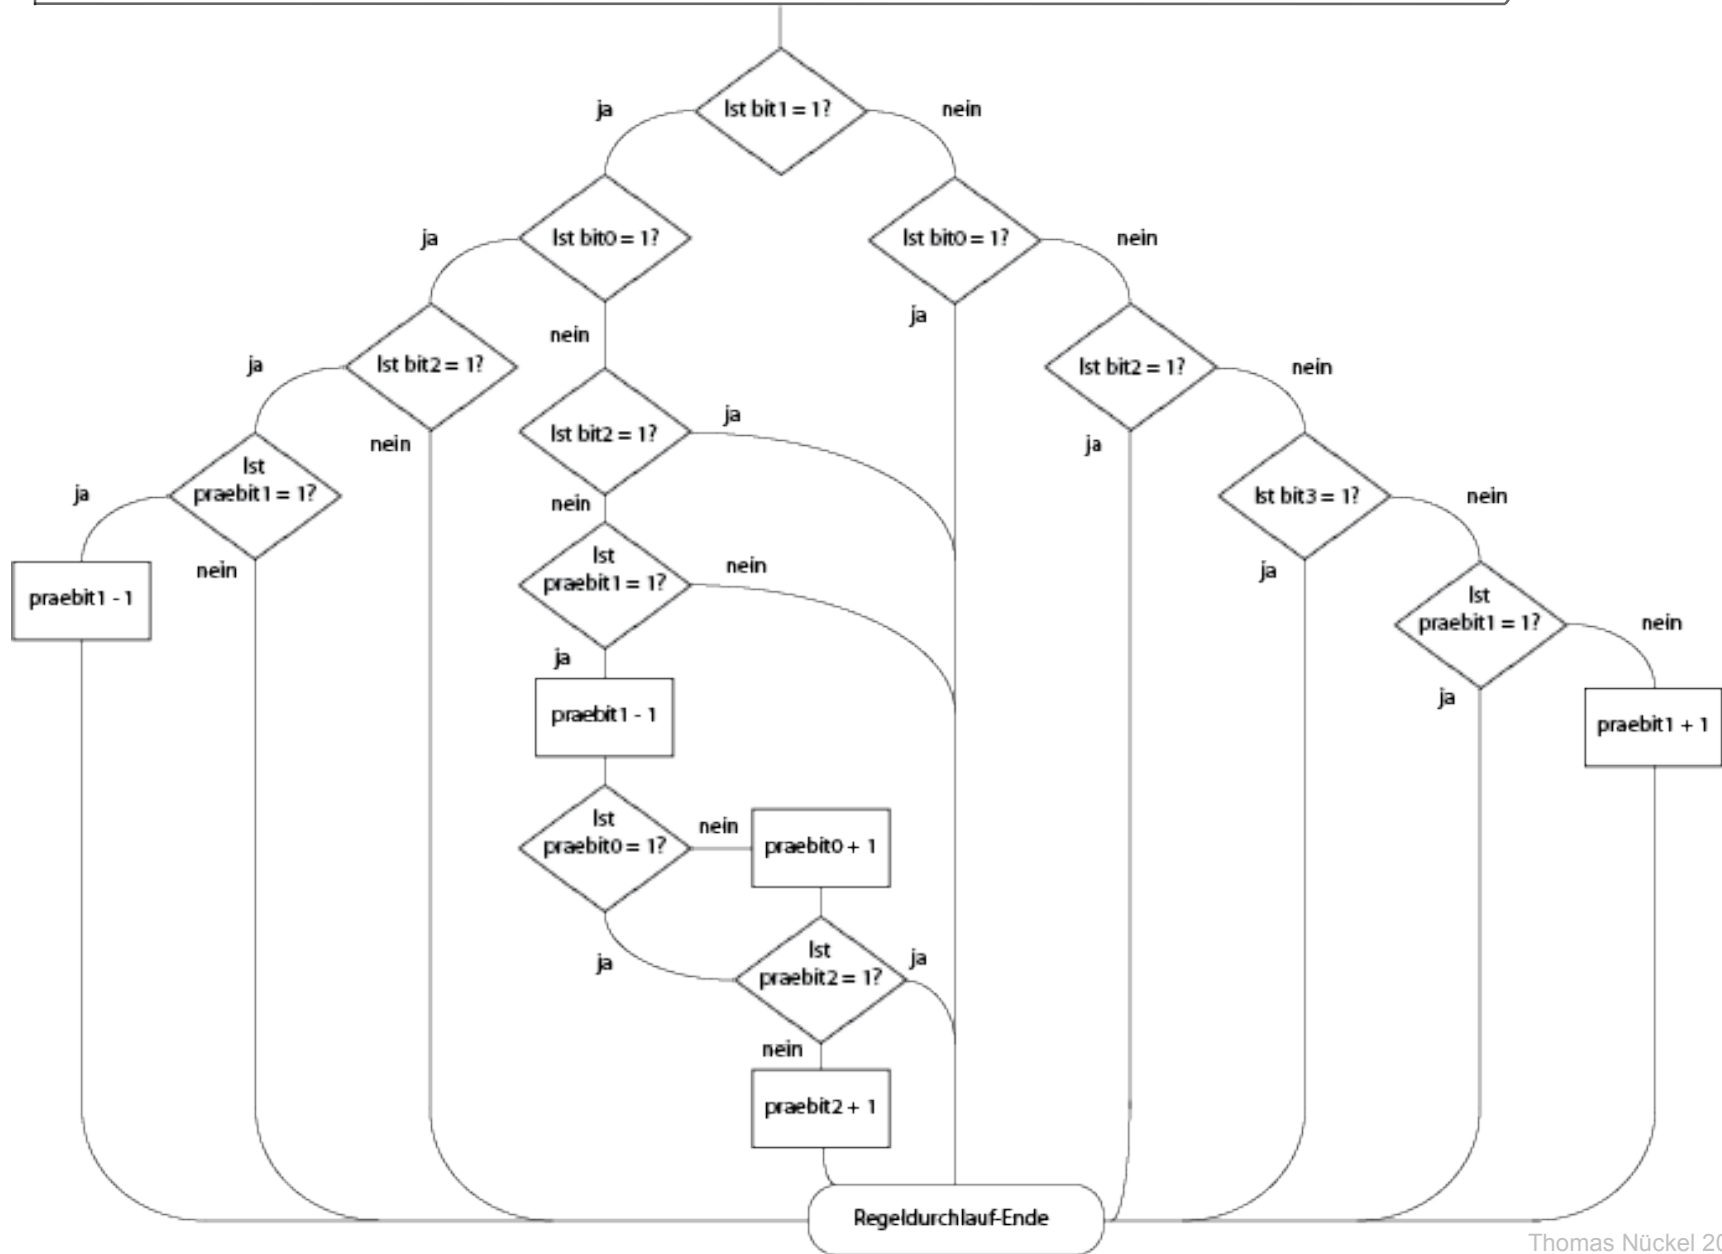 ja
Ist bit1 = 1?
nein
ja
Ist bit0 = 1?
Ist bit0 = 1?
nein
nein
ja
ja
Ist bit2 = 1?
Ist bit2 = 1?
nein
nein
Ist bit2 = 1?
ja
ja
ja
Ist
praebit1 = 1?
nein
Ist bit3 = 1?
nein
nein
praebit1 - 1
Ist
praebit1 = 1?
nein
ja
Ist
praebit1 = 1?
nein
ja
praebit1 - 1
ja
praebit1 + 1
Ist
praebit0 = 1?
nein
praebit0 + 1
ja
Ist
praebit2 = 1?
ja
nein
praebit2 + 1
Regeldurchlauf-Ende
Thomas Nückel 20